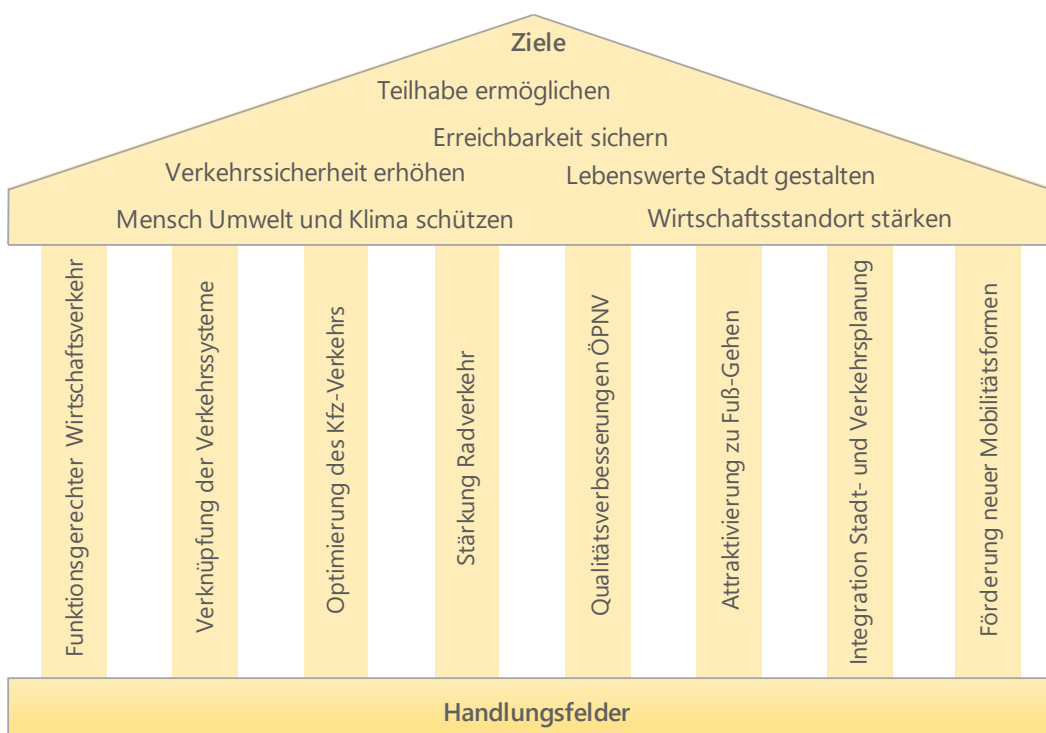 Ziele
Teilhabe ermöglichen
Erreichbarkeit sichern
Verkehrssicherheit erhöhen
Lebenswerte Stadt gestalten
Mensch Umwelt und Klima schützen
Wirtschaftsstandort stärken
Funktionsgerechter Wirtschaftsverkehr
Verknüpfung der Verkehrssysteme
Optimierung des Kfz-Verkehrs
Stärkung Radverkehr
Qualitätsverbesserungen ÖPNV
Attraktivierung zu Fuß-Gehen
Integration Stadt- und Verkehrsplanung
Förderung neuer Mobilitätsformen
Handlungsfelder